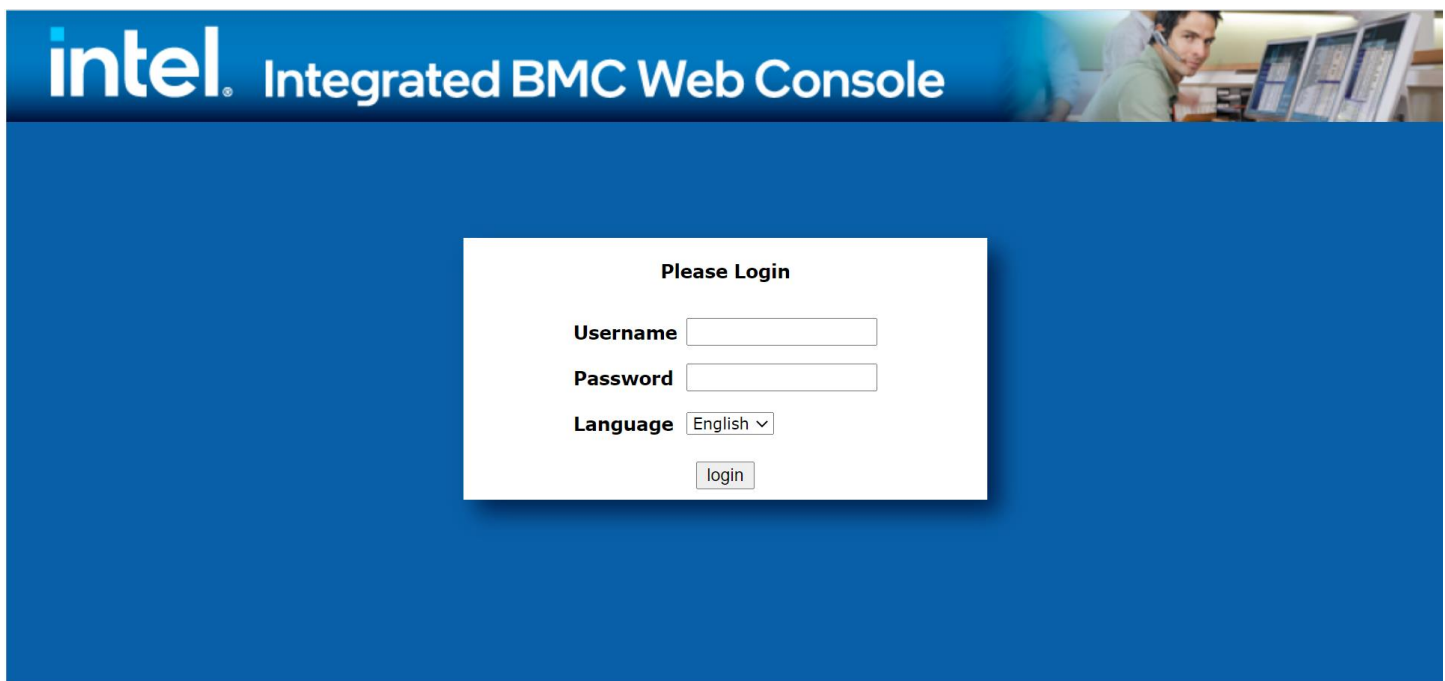 intel® Integrated BMC Web Console
Please Login
Username
Password
Language English
login